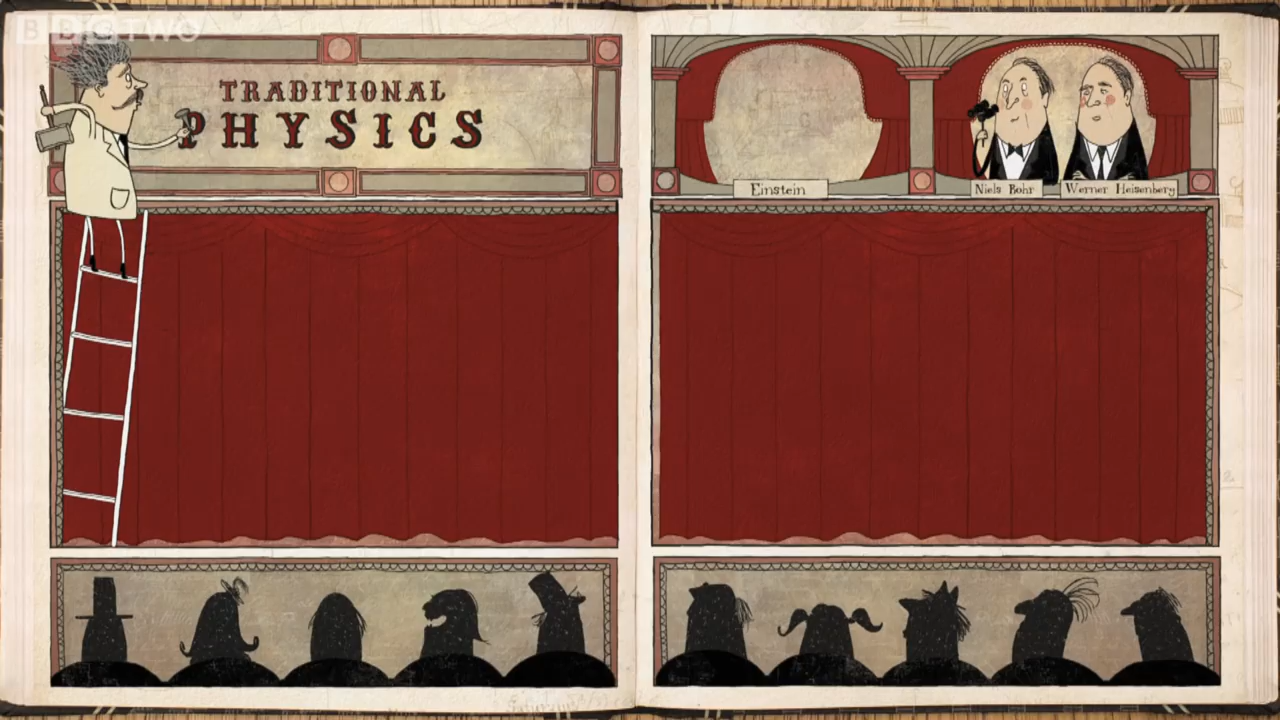 BBC TWO
TRADITIONAL
PHYSICS
Einstein
Niels Bohr
Werner Heisenberg